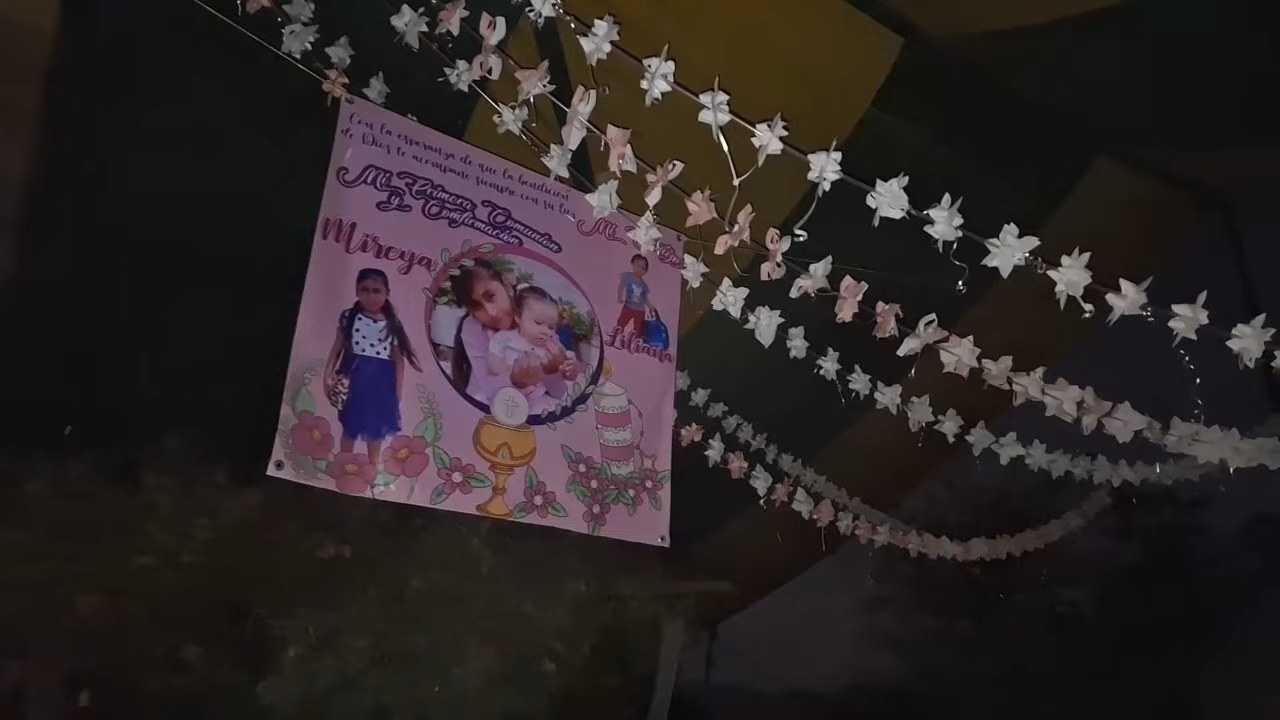 Con la esperanza de que la bendición
de Dios te acompañe siempre con su luz
Mi Primera Comunión
y Confirmación
Mi
Mireya
Liliana